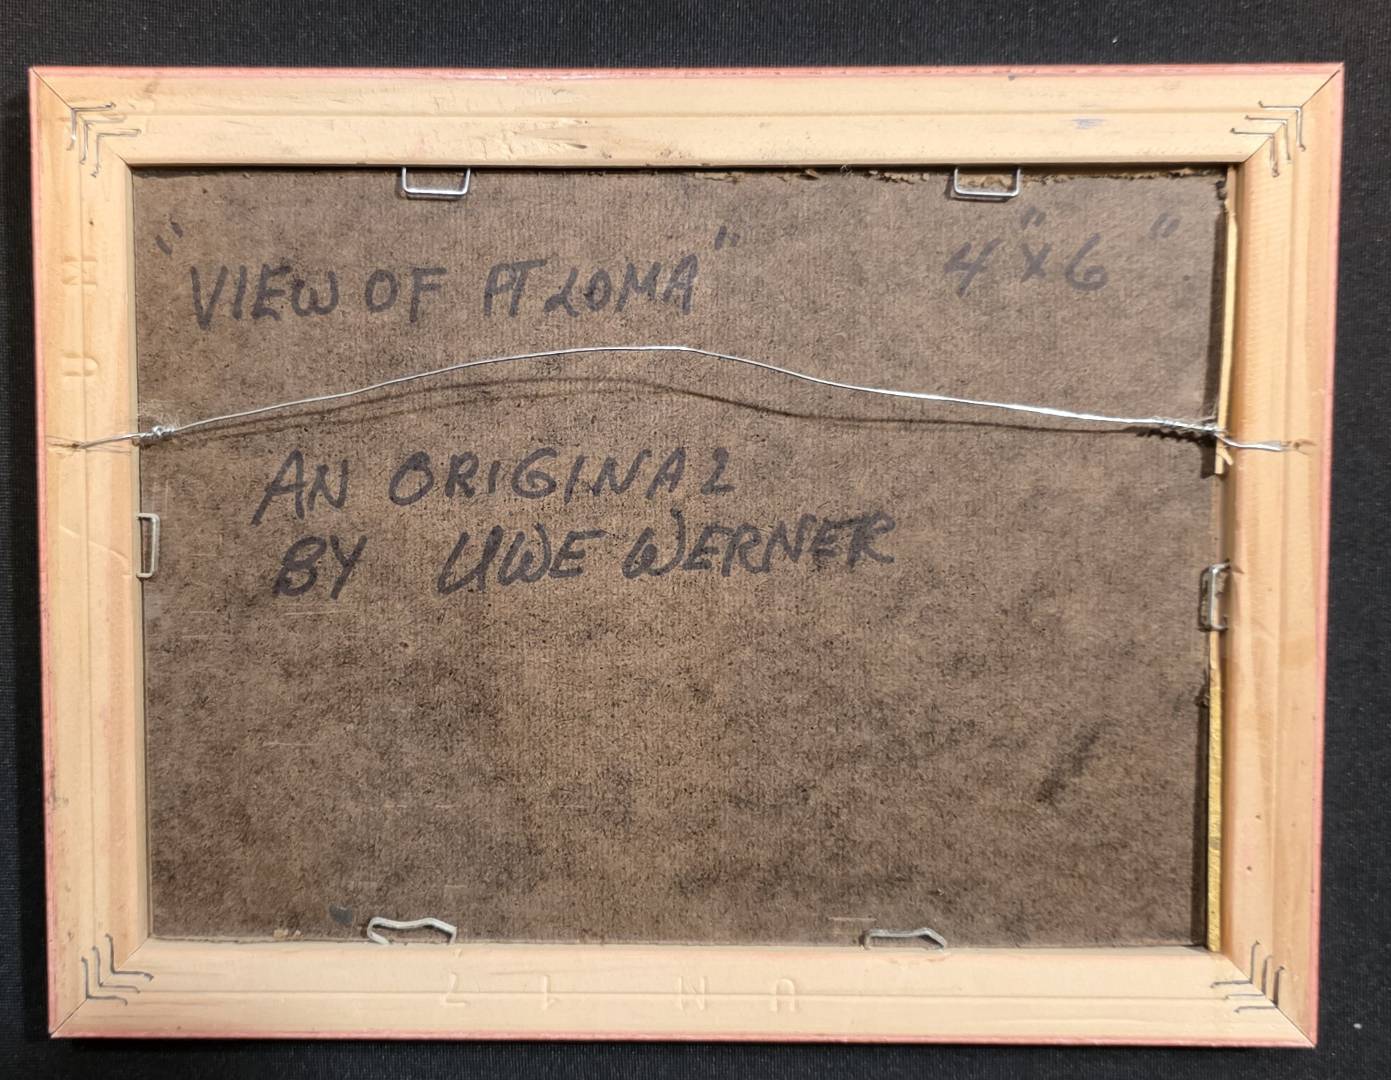 "VIEW OF PT LOMA" 4"x6"
AN ORIGINAL
BY UWE WERNER